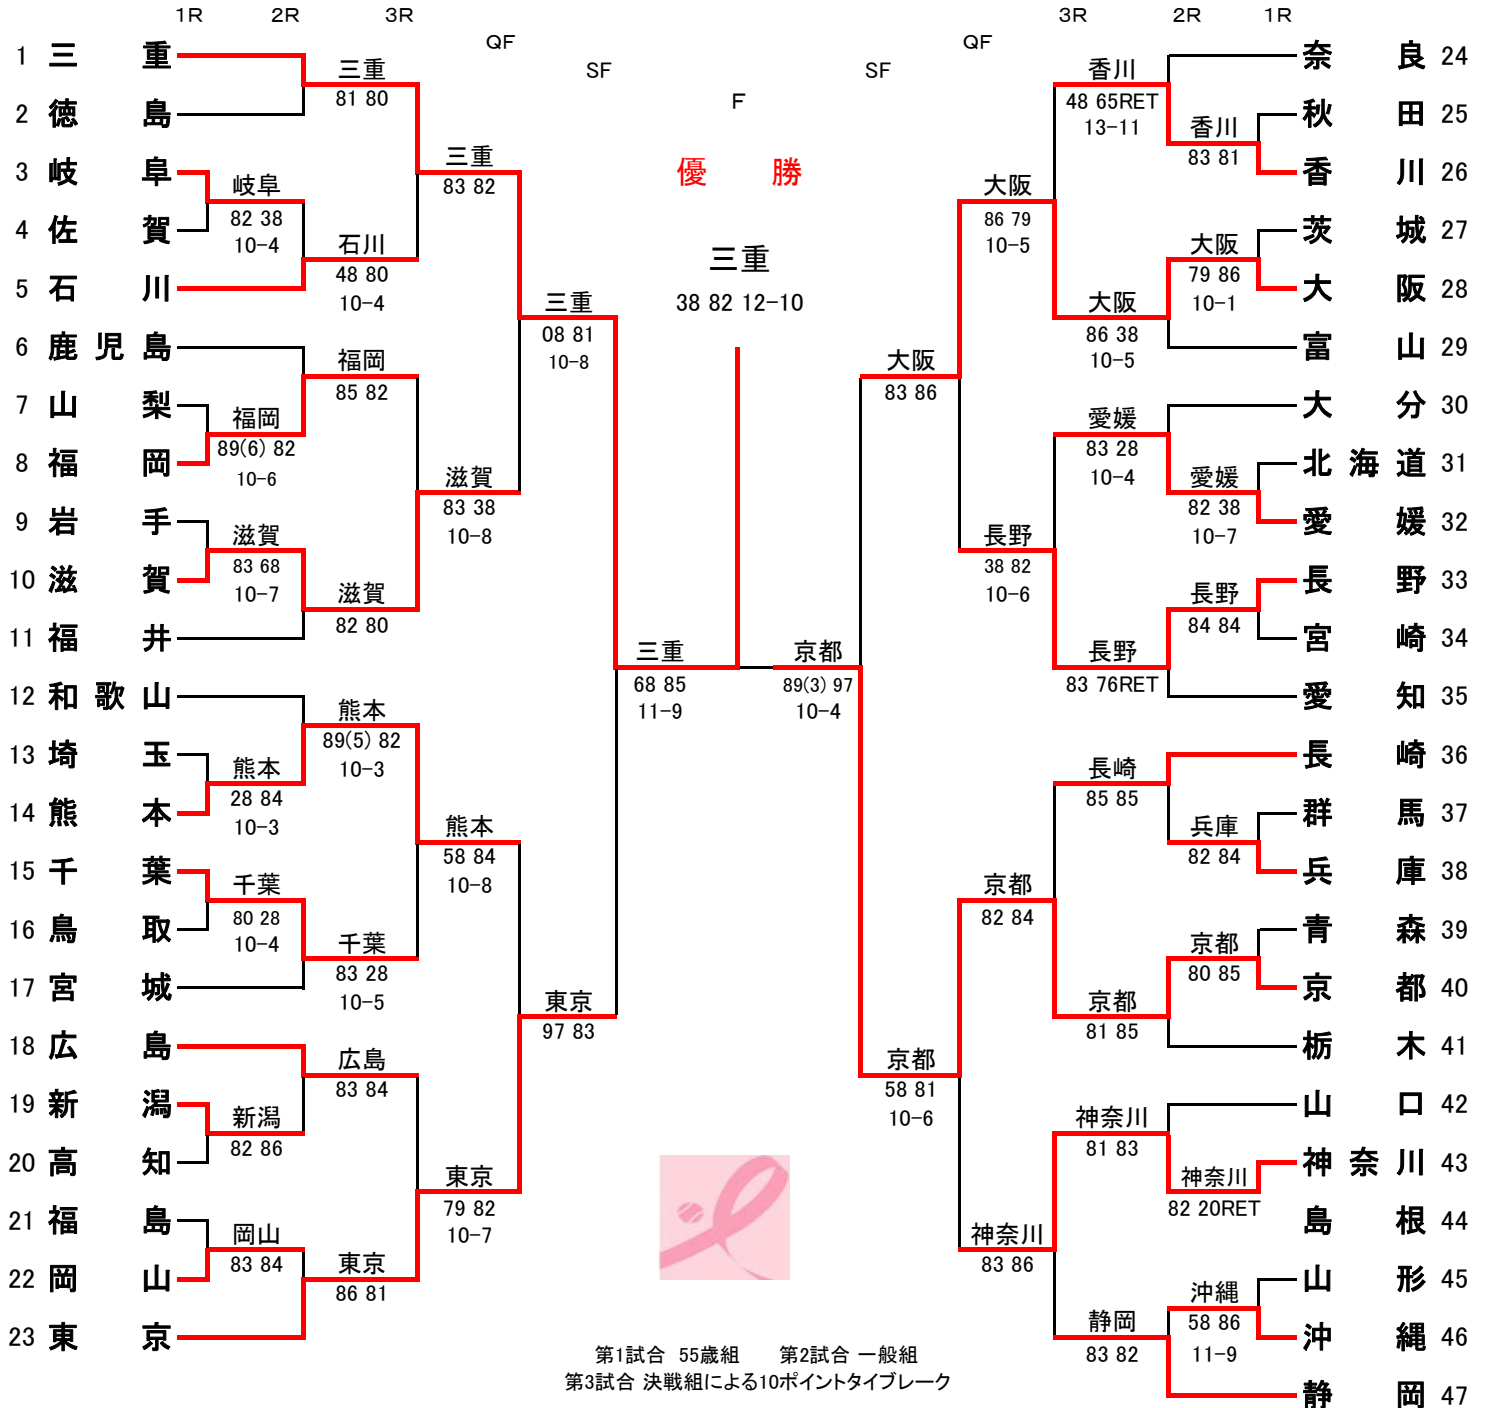 1R 2R 3R QF SF F SF QF 3R 2R 1R
優勝
三重
38 82 12-10
1 三重
2 徳島
3 岐阜
4 佐賀
5 石川
6 鹿児島
7 山梨
8 福岡
9 岩手
10 滋賀
11 福井
12 和歌山
13 埼玉
14 熊本
15 千葉
16 鳥取
17 宮城
18 広島
19 新潟
20 高知
21 福島
22 岡山
23 東京
岐阜
82 38
10-4
福岡
89(6) 82
10-6
滋賀
83 68
10-7
熊本
28 84
10-3
千葉
80 28
10-4
新潟
82 86
岡山
83 84
三重
81 80
石川
48 80
10-4
福岡
85 82
滋賀
82 80
熊本
89(5) 82
10-3
千葉
83 28
10-5
広島
83 84
東京
86 81
三重
83 82
滋賀
83 38
10-8
熊本
58 84
10-8
東京
79 82
10-7
三重
08 81
10-8
東京
97 83
三重
68 85
11-9
京都
89(3) 97
10-4
大阪
83 86
京都
58 81
10-6
大阪
86 79
10-5
長野
38 82
10-6
京都
82 84
神奈川
83 86
香川
48 65RET
13-11
大阪
86 38
10-5
愛媛
83 28
10-4
長野
83 76RET
長崎
85 85
京都
81 85
神奈川
81 83
静岡
83 82
香川
83 81
大阪
79 86
10-1
愛媛
82 38
10-7
長野
84 84
兵庫
82 84
京都
80 85
神奈川
82 20RET
沖縄
58 86
11-9
奈良 24
秋田 25
香川 26
茨城 27
大阪 28
富山 29
大分 30
北海道 31
愛媛 32
長野 33
宮崎 34
愛知 35
長崎 36
群馬 37
兵庫 38
青森 39
京都 40
栃木 41
山口 42
神奈川 43
島根 44
山形 45
沖縄 46
静岡 47
第1試合 55歳組 第2試合 一般組
第3試合 決戦組による10ポイントタイブレーク